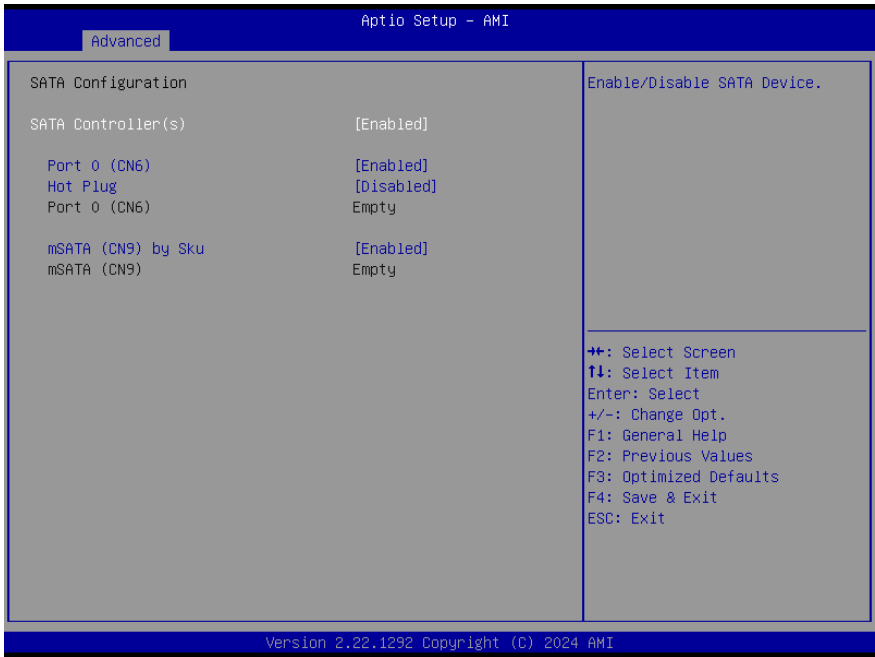 Aptio Setup – AMI
Advanced
SATA Configuration
SATA Controller(s) [Enabled]
Port 0 (CN6) [Enabled]
Hot Plug [Disabled]
Port 0 (CN6) Empty
mSATA (CN9) by Sku [Enabled]
mSATA (CN9) Empty
Enable/Disable SATA Device.
→←: Select Screen
↑↓: Select Item
Enter: Select
+/-: Change Opt.
F1: General Help
F2: Previous Values
F3: Optimized Defaults
F4: Save & Exit
ESC: Exit
Version 2.22.1292 Copyright (C) 2024 AMI